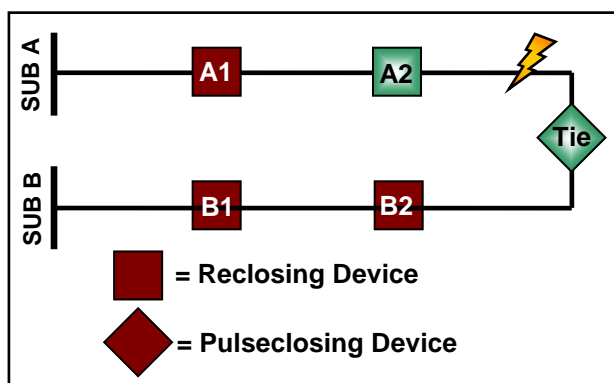 SUB A
A1
A2
Tie
SUB B
B1
B2
= Reclosing Device
= Pulseclosing Device